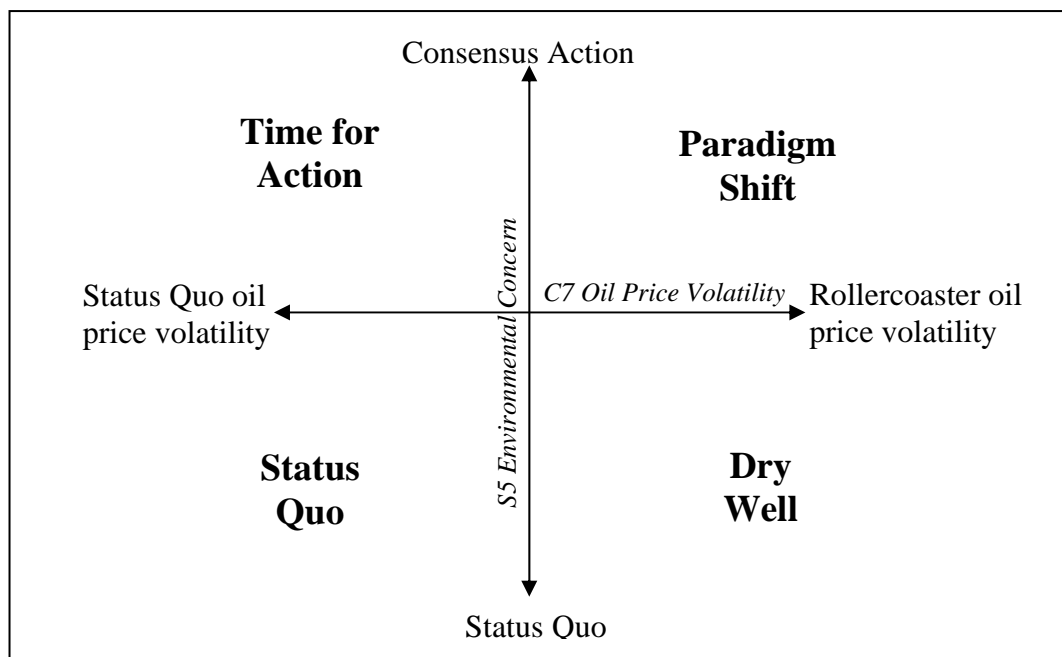 Consensus Action
Time for
Action
Paradigm
Shift
S5 Environmental Concern
Status Quo oil
price volatility
C7 Oil Price Volatility
Rollercoaster oil
price volatility
Status
Quo
Dry
Well
Status Quo